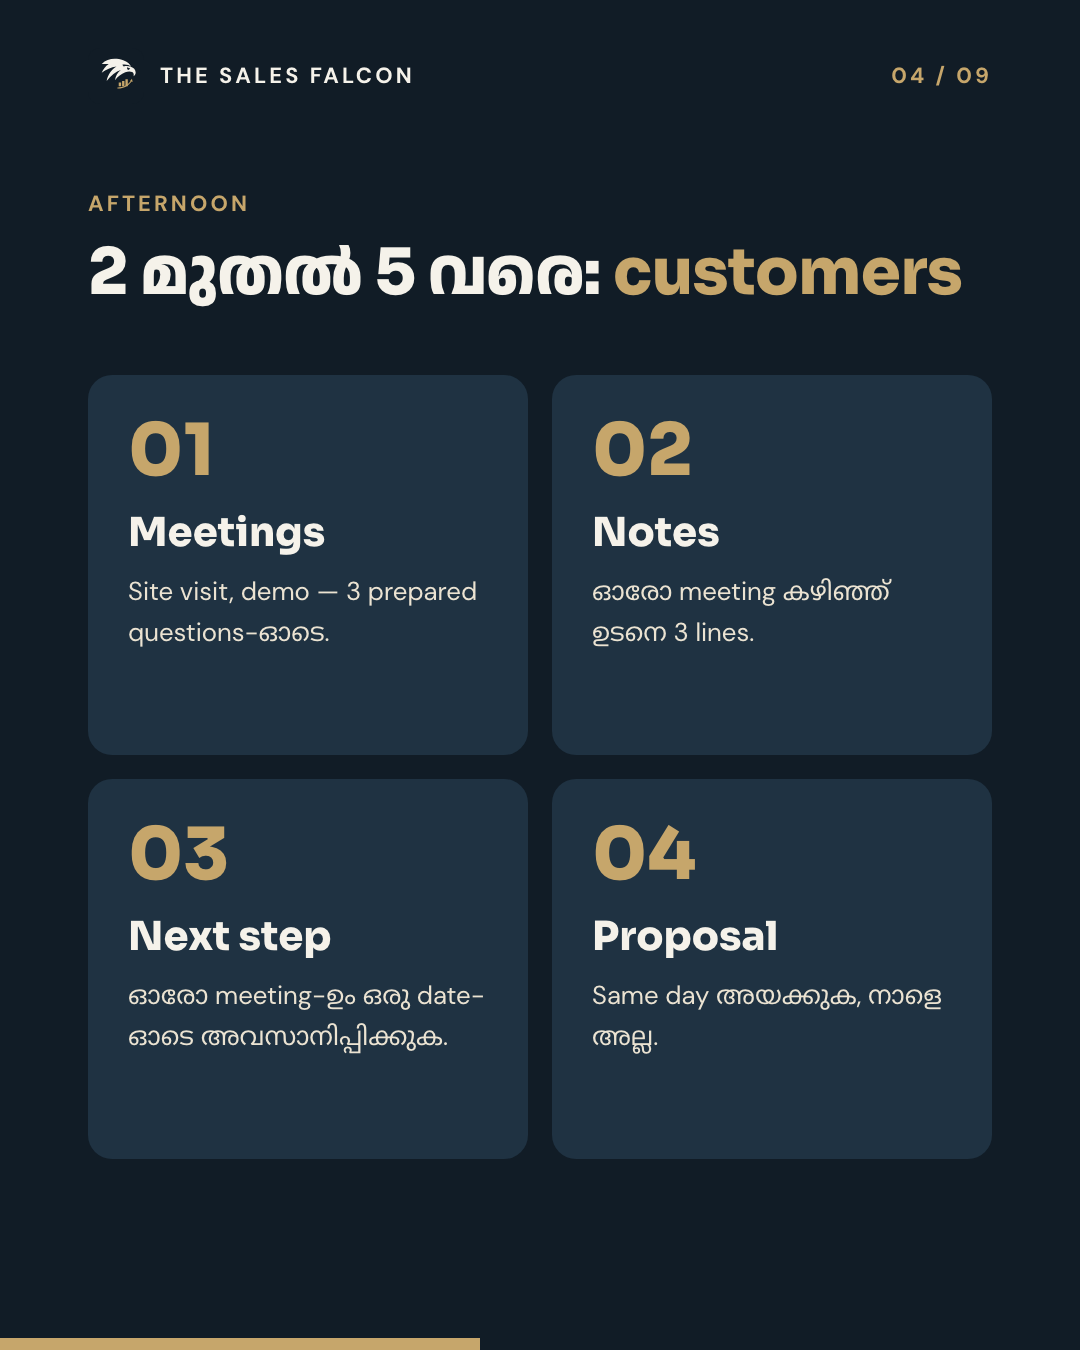 THE SALES FALCON
04 / 09
AFTERNOON
2 മുതൽ 5 വരെ: customers
01
Meetings
Site visit, demo — 3 prepared
questions-ഓടെ.
02
Notes
ഓരോ meeting കഴിഞ്ഞ്
ഉടനെ 3 lines.
03
Next step
ഓരോ meeting-ഉം ഒരു date-
ഓടെ അവസാനിപ്പിക്കുക.
04
Proposal
Same day അയക്കുക, നാളെ
അല്ല.